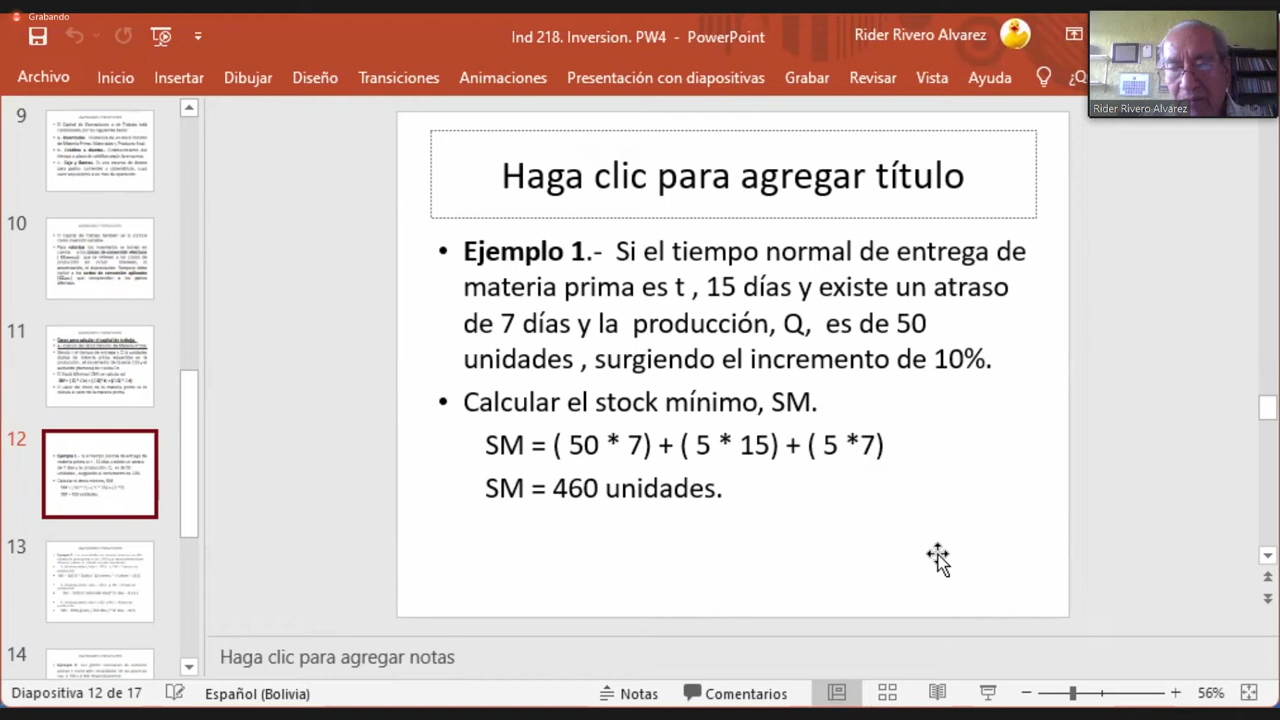 Grabando
Ind 218. Inversion. PW4 - PowerPoint
Rider Rivero Alvarez
Archivo Inicio Insertar Dibujar Diseño Transiciones Animaciones Presentación con diapositivas Grabar Revisar Vista Ayuda
Rider Rivero Alvarez
9
10
11
12
13
14
Haga clic para agregar título
• Ejemplo 1.- Si el tiempo normal de entrega de
materia prima es t , 15 días y existe un atraso
de 7 días y la producción, Q, es de 50
unidades , surgiendo el incremento de 10%.
• Calcular el stock mínimo, SM.
SM = ( 50 * 7) + ( 5 * 15) + ( 5 *7)
SM = 460 unidades.
Haga clic para agregar notas
Diapositiva 12 de 17 Español (Bolivia) Notas Comentarios 56%